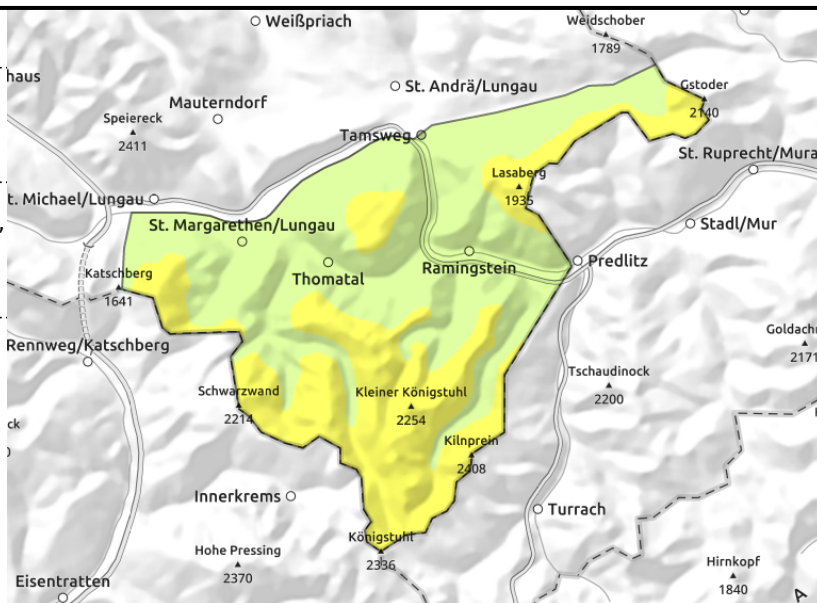 Weißpriach
Weidschober
1789
haus
St. Andrä/Lungau
Gstoder
2140
Mauterndorf
Speiereck
2411
Tamsweg
St. Ruprecht/Mura
Lasaberg
1935
t. Michael/Lungau
St. Margarethen/Lungau
Stadl/Mur
,
Thomatal
Ramingstein
Predlitz
Katschberg
1641
Rennweg/Katschberg
Goldach
2171
Tschaudinock
2200
Schwarzwand
2214
Kleiner Königstuhl
2254
ck
Kilnprein
2408
Innerkrems
Turrach
Königstuhl
2336
Hohe Pressing
2370
Hirnkopf
1840
Eisentratten
A